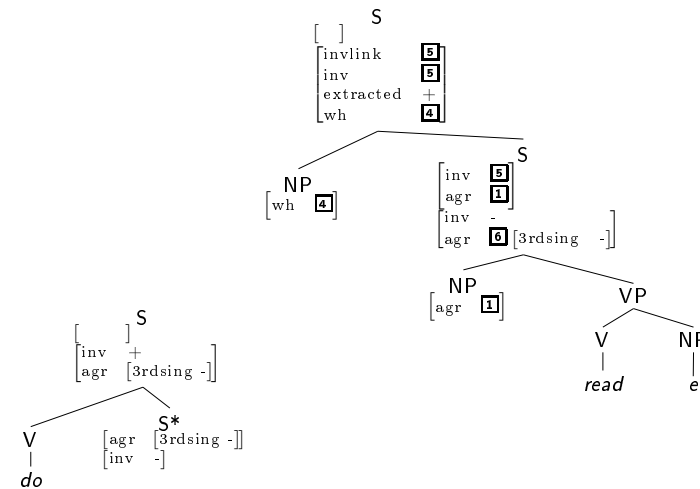 S
[ ]
invlink 5
inv 5
extracted +
wh 4
S
NP
inv 5
wh 4
agr 1
inv -
agr 6 [3rdsing -]
NP
VP
agr 1
S
[ ]
V
inv +
agr [3rdsing -]
read
e
S*
V
[agr [3rdsing -]]
[inv -]
do